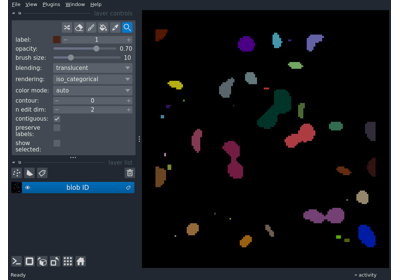 File View Plugins Window Help
layer controls
label: 1
opacity: 0.70
brush size: 10
blending: translucent
rendering: iso_categorical
color mode: auto
contour: 0
n edit dim: 2
contiguous:
preserve
labels:
show
selected:
layer list
blob ID
Ready
activity